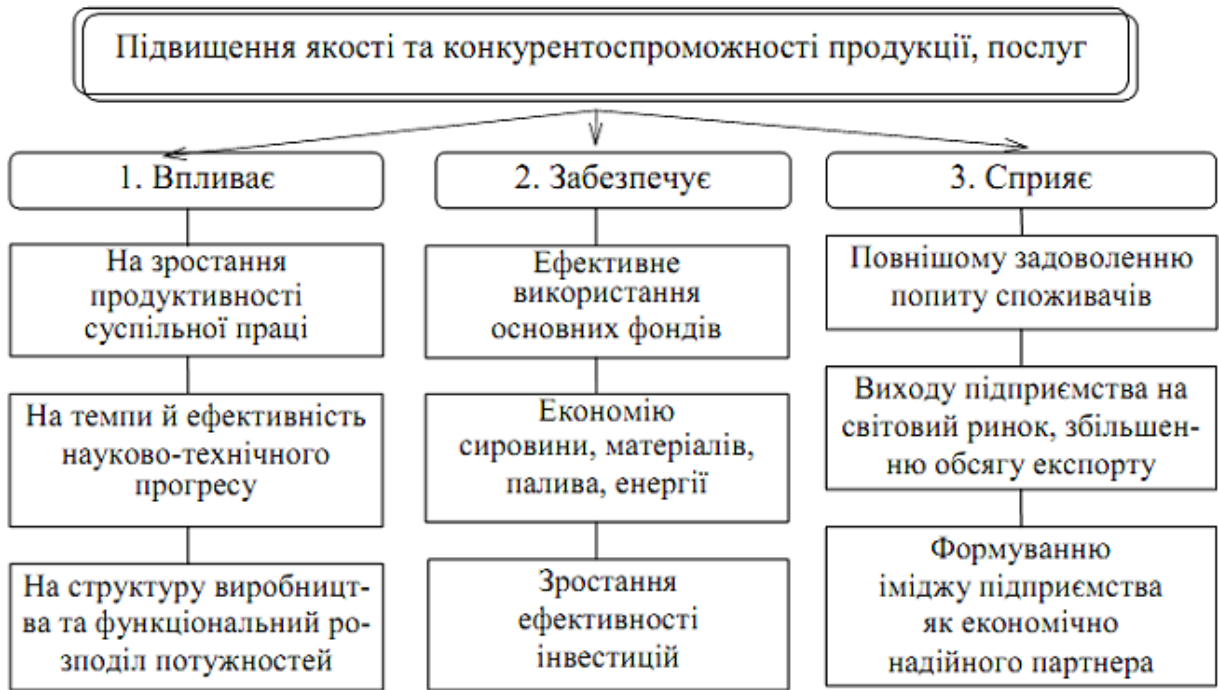 Підвищення якості та конкурентоспроможності продукції, послуг
1. Впливає
На зростання
продуктивності
суспільної праці
На темпи й ефективність
науково-технічного
прогресу
На структуру виробницт-
ва та функціональний ро-
зподіл потужностей
2. Забезпечує
Ефективне
використання
основних фондів
Економію
сировини, матеріалів,
палива, енергії
Зростання
ефективності
інвестицій
3. Сприяє
Повнішому задоволенню
попиту споживачів
Виходу підприємства на
світовий ринок, збільшен-
ню обсягу експорту
Формуванню
іміджу підприємства
як економічно
надійного партнера